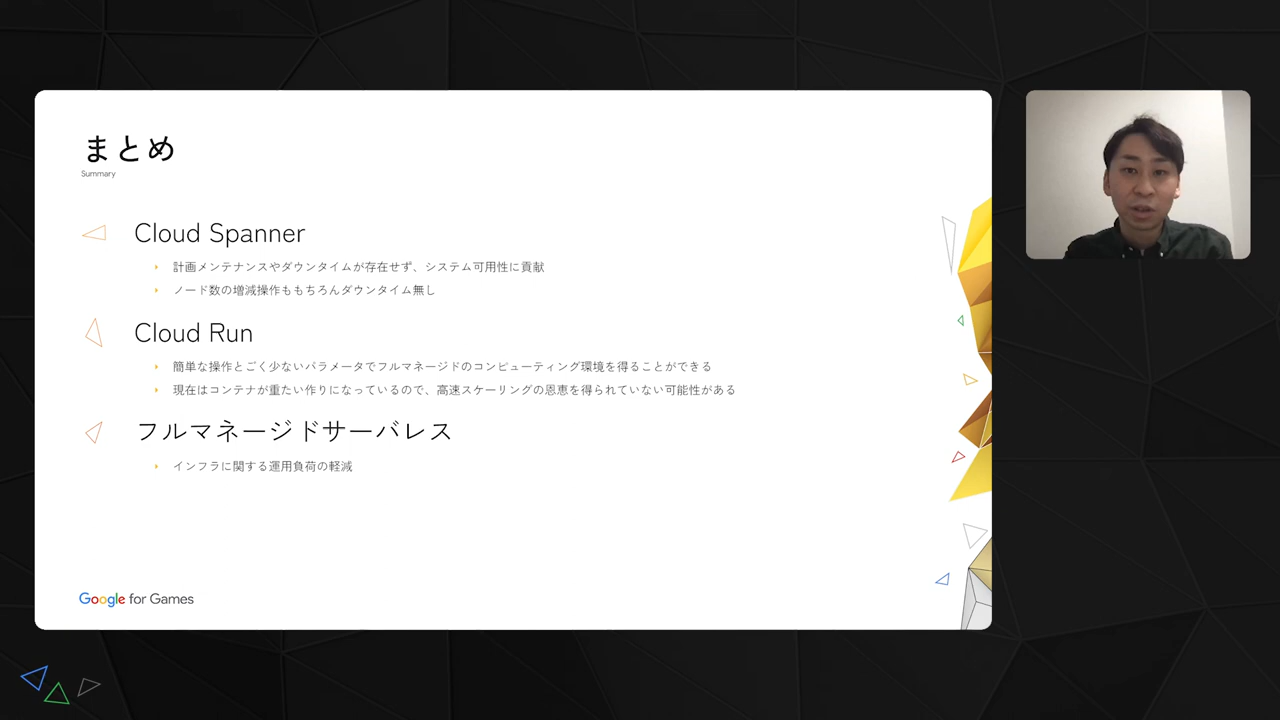 まとめ
Summary
Cloud Spanner
計画メンテナンスやダウンタイムが存在せず、システム可用性に貢献
ノード数の増減操作ももちろんダウンタイム無し
Cloud Run
簡単な操作とごく少ないパラメータでフルマネージドのコンピューティング環境を得ることができる
現在はコンテナが重たい作りになっているので、高速スケーリングの恩恵を得られていない可能性がある
フルマネージドサーバレス
インフラに関する運用負荷の軽減
Google for Games